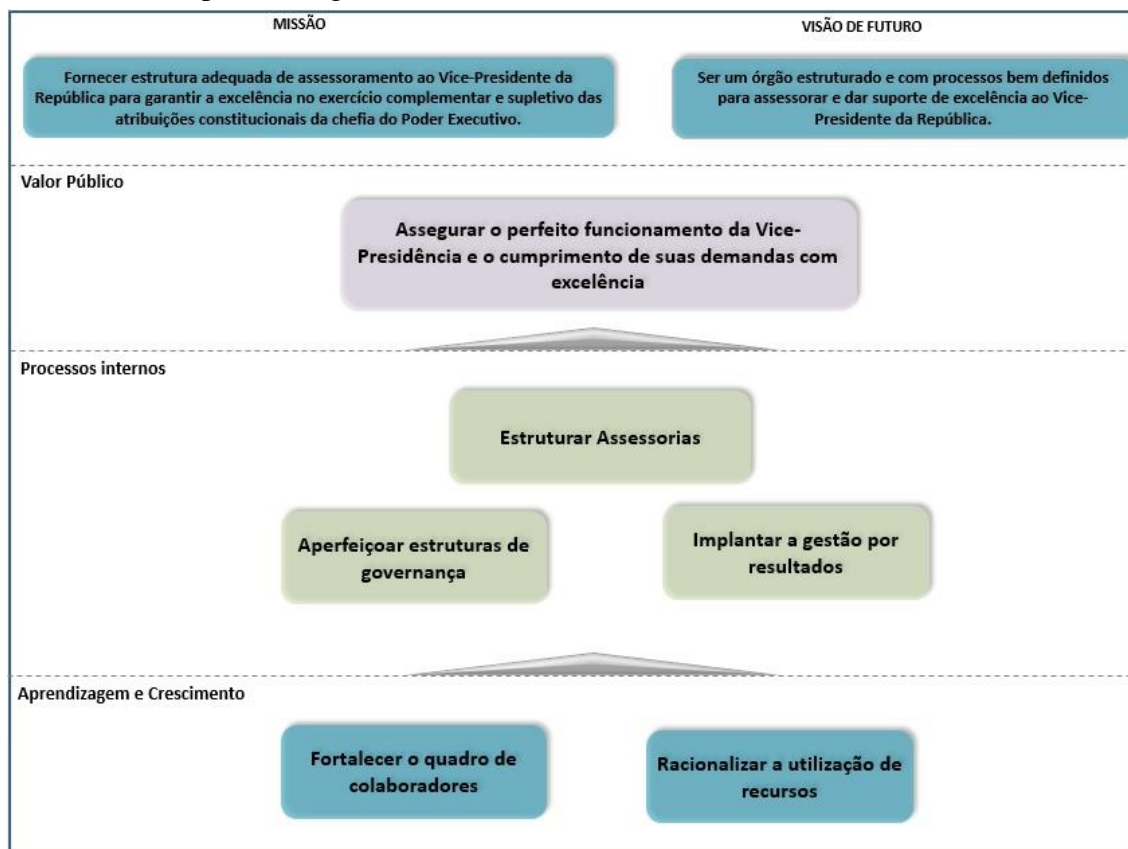 MISSÃO
Fornecer estrutura adequada de assessoramento ao Vice-Presidente da
República para garantir a excelência no exercício complementar e supletivo das
atribuições constitucionais da chefia do Poder Executivo.
VISÃO DE FUTURO
Ser um órgão estruturado e com processos bem definidos
para assessorar e dar suporte de excelência ao Vice-
Presidente da República.
Valor Público
Assegurar o perfeito funcionamento da Vice-
Presidência e o cumprimento de suas demandas com
excelência
Processos internos
Estruturar Assessorias
Aperfeiçoar estruturas de
governança
Implantar a gestão por
resultados
Aprendizagem e Crescimento
Fortalecer o quadro de
colaboradores
Racionalizar a utilização de
recursos